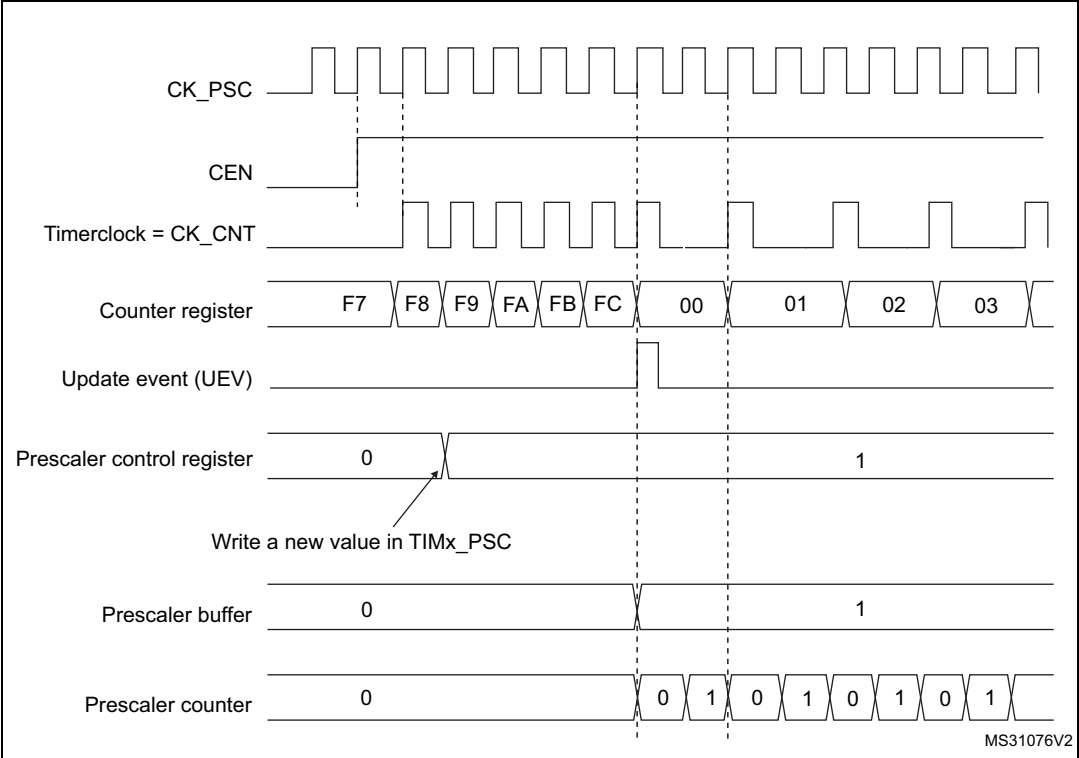 CK_PSC
CEN
Timerclock = CK_CNT
Counter register F7 F8 F9 FA FB FC 00 01 02 03
Update event (UEV)
Prescaler control register 0 1
Write a new value in TIMx_PSC
Prescaler buffer 0 1
Prescaler counter 0 0 1 0 1 0 1 0 1
MS31076V2